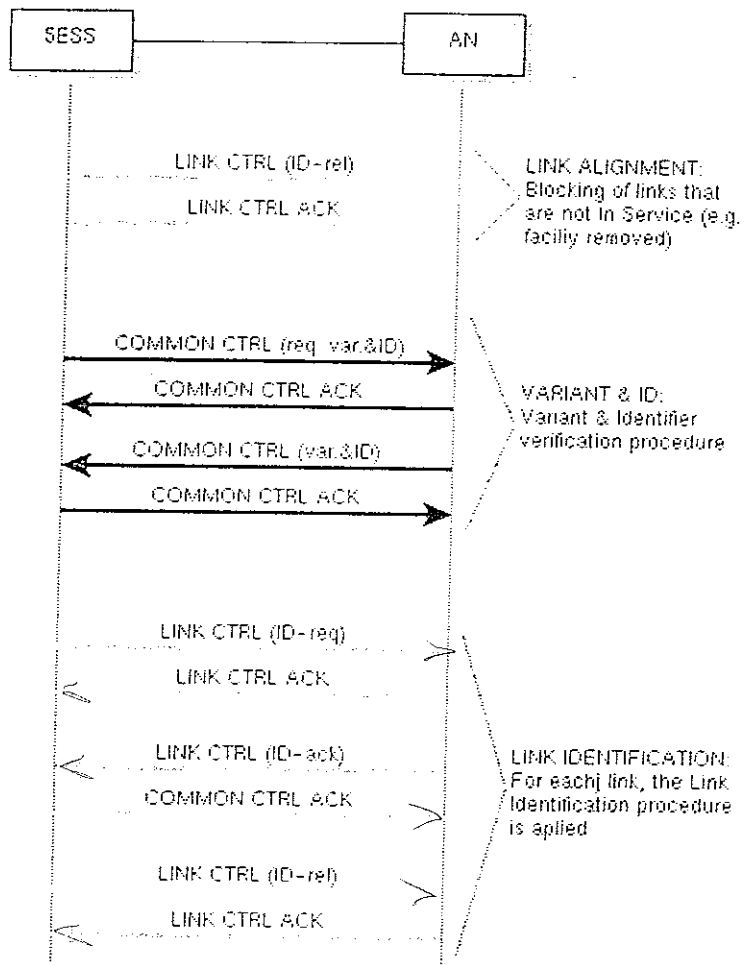 5ESS
AN
LINK CTRL (ID-rel)
LINK CTRL ACK
LINK ALIGNMENT:
Blocking of links that
are not In Service (e.g.
faciliy removed)
COMMON CTRL (req var.&ID)
COMMON CTRL ACK
COMMON CTRL (var.&ID)
COMMON CTRL ACK
VARIANT & ID:
Variant & Identifier
verification procedure
LINK CTRL (ID-req)
LINK CTRL ACK
LINK CTRL (ID-ack)
COMMON CTRL ACK
LINK CTRL (ID-rel)
LINK CTRL ACK
LINK IDENTIFICATION:
For eachj link, the Link
Identification procedure
is aplied